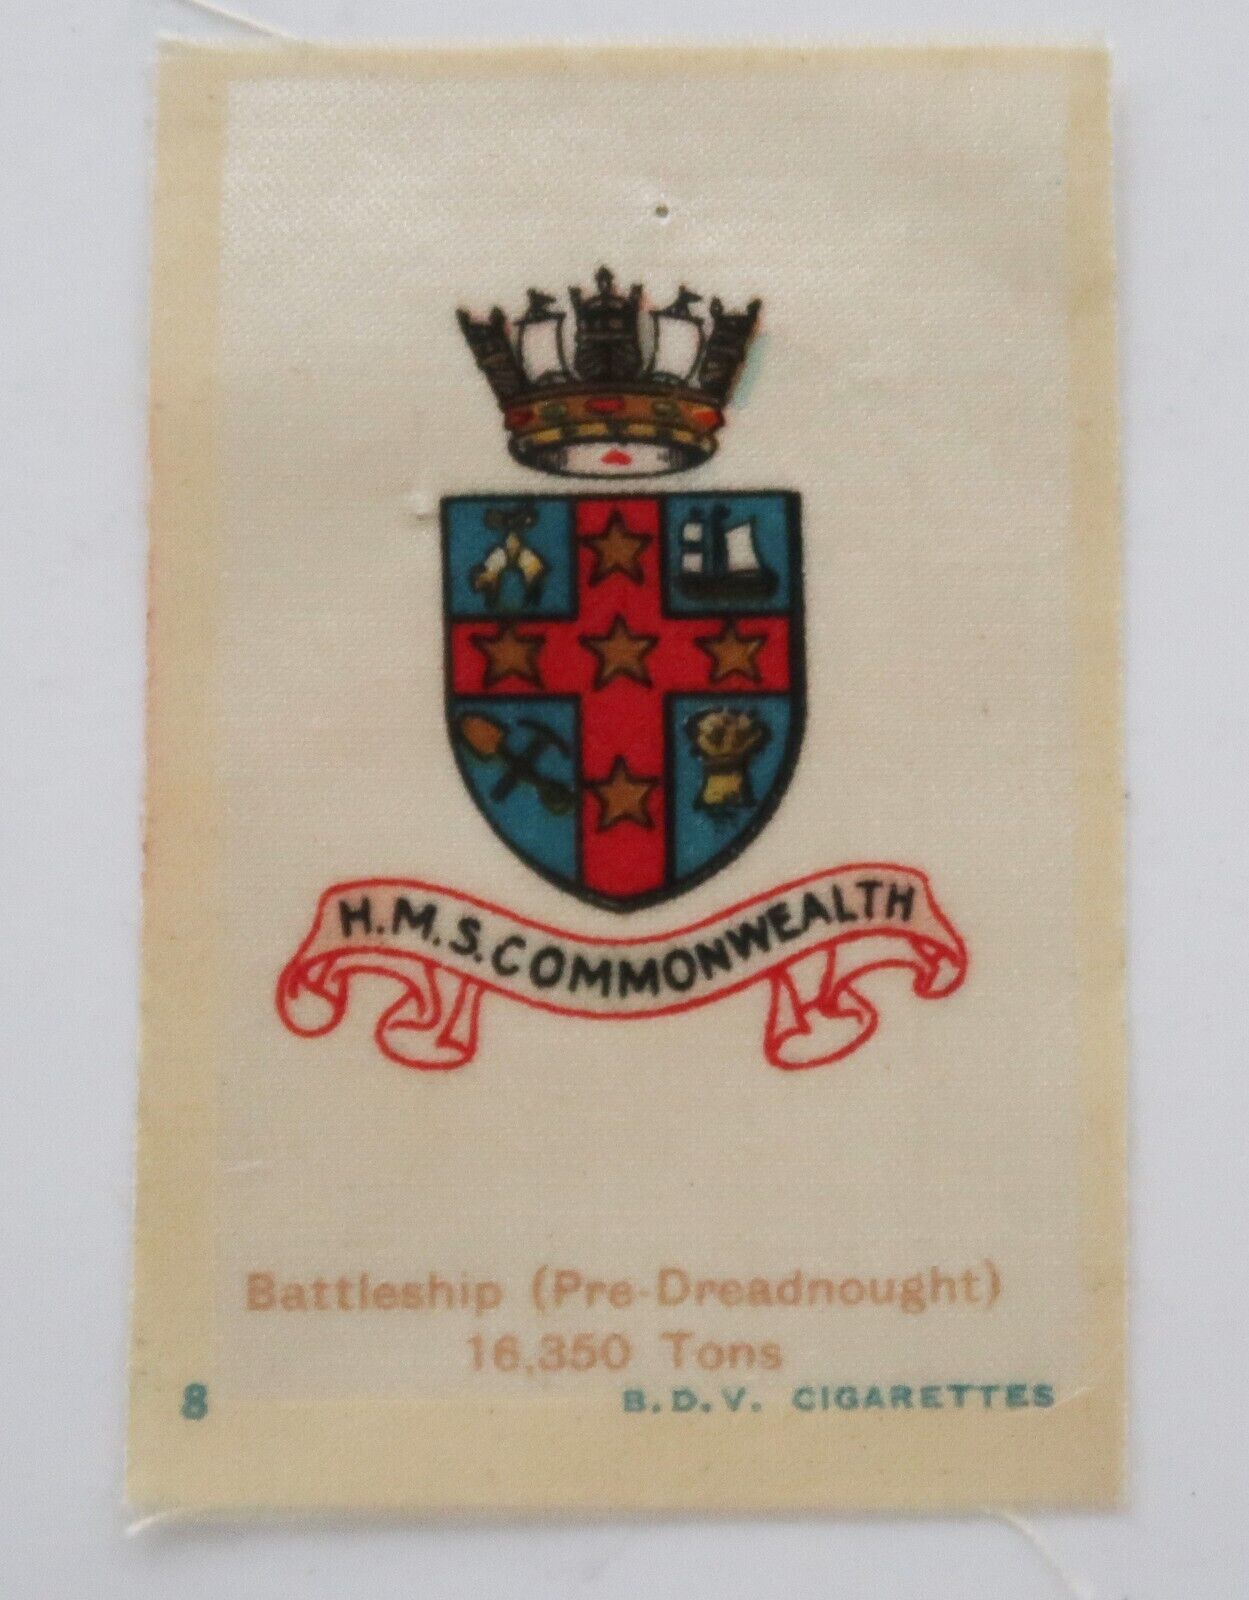 H.M.S. COMMONWEALTH
Battleship (Pre-Dreadnought)
16,350 Tons
8
B.D.V. CIGARETTES